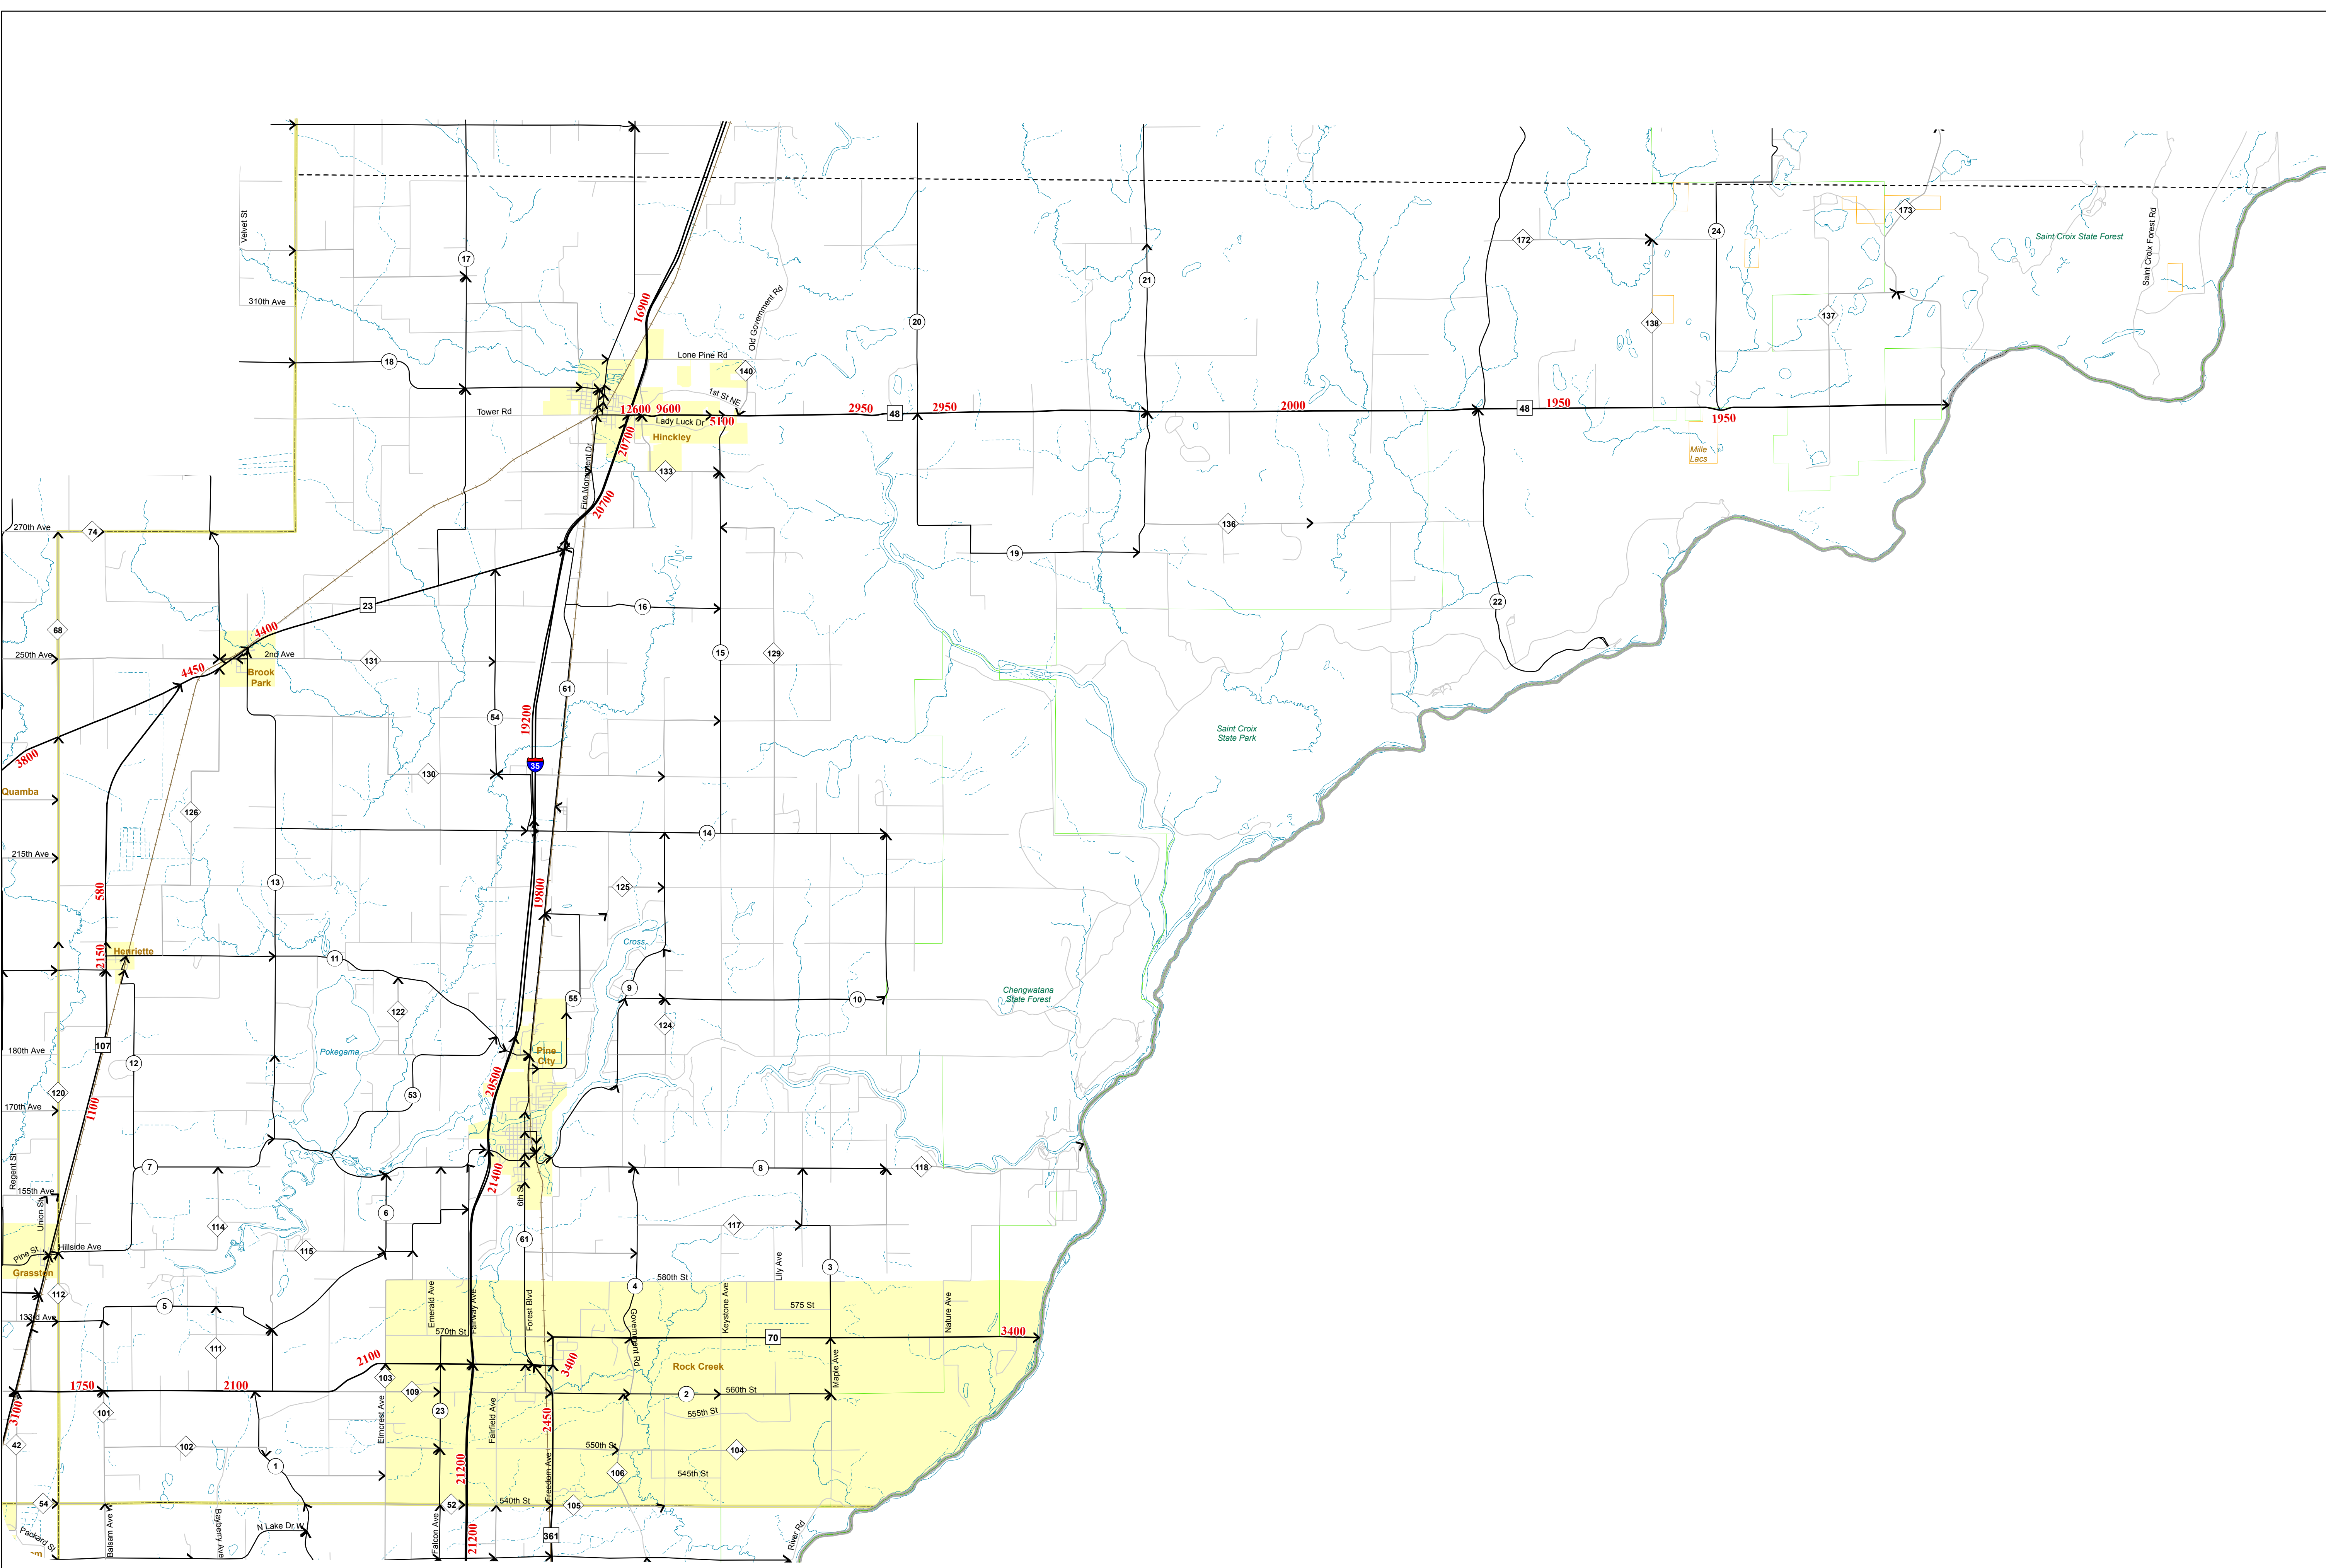 Velvet St
17
16900
Old Government Rd
20
21
172
24
173
Saint Croix State Forest
Saint Croix Forest Rd
310th Ave
18
Lone Pine Rd
140
138
137
1st St NE
Tower Rd
12600
9600
5100
2950
48
2950
2000
48
1950
1950
Lady Luck Dr
Hinckley
20700
133
Fire Monument Dr
20700
Mille
Lacs
270th Ave
74
136
19
23
16
22
68
4400
250th Ave
2nd Ave
131
15
129
4450
Brook
Park
61
54
19200
Saint Croix
State Park
3800
35
130
Quamba
126
14
215th Ave
13
580
19800
125
2150
Henriette
11
Cross
9
55
10
Chengwatana
State Forest
122
124
107
180th Ave
12
Pokegama
Pine
City
20500
120
53
170th Ave
1100
Regent St
7
8
118
155th Ave
21400
6th St
Union St
114
6
117
61
Pine St
Hillside Ave
115
Grasston
Lily Ave
3
580th St
4
112
5
Emerald Ave
Fairway Ave
Forest Blvd
Government Rd
Keystone Ave
575 St
Nature Ave
133rd Ave
570th St
70
3400
111
2100
3400
Rock Creek
Maple Ave
103
1750
2100
109
2
560th St
3100
101
23
Elmcrest Ave
Fairfield Ave
2450
555th St
42
102
550th St
104
1
21200
106
545th St
Freedom Ave
54
52
540th St
105
Packard St
Balsam Ave W
Bayberry Ave
N Lake Dr W
Falcon Ave
21200
361
River Rd